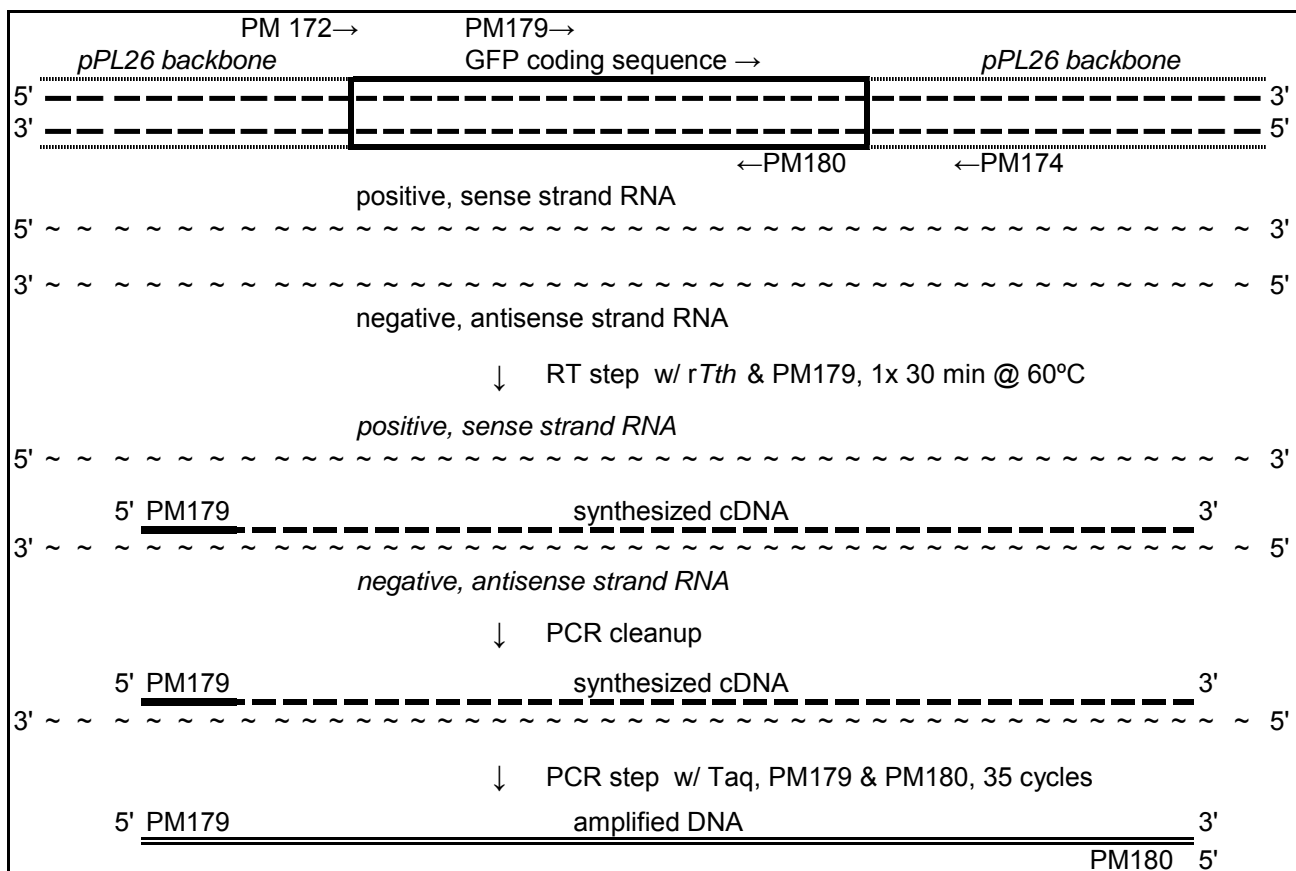 PM 172→ PM179→
pPL26 backbone GFP coding sequence → pPL26 backbone
5' 3'
3' 5'
←PM180 ←PM174
positive, sense strand RNA
5' ~ ~ ~ ~ ~ ~ ~ ~ ~ ~ ~ ~ ~ ~ ~ ~ ~ ~ ~ ~ ~ ~ ~ ~ ~ ~ ~ ~ ~ ~ ~ ~ ~ ~ ~ ~ ~ ~ 3'
3' ~ ~ ~ ~ ~ ~ ~ ~ ~ ~ ~ ~ ~ ~ ~ ~ ~ ~ ~ ~ ~ ~ ~ ~ ~ ~ ~ ~ ~ ~ ~ ~ ~ ~ ~ ~ ~ ~ 5'
negative, antisense strand RNA
↓ RT step w/ rTth & PM179, 1x 30 min @ 60ºC
positive, sense strand RNA
5' ~ ~ ~ ~ ~ ~ ~ ~ ~ ~ ~ ~ ~ ~ ~ ~ ~ ~ ~ ~ ~ ~ ~ ~ ~ ~ ~ ~ ~ ~ ~ ~ ~ ~ ~ ~ ~ ~ 3'
5' PM179 synthesized cDNA 3'
3' ~ ~ ~ ~ ~ ~ ~ ~ ~ ~ ~ ~ ~ ~ ~ ~ ~ ~ ~ ~ ~ ~ ~ ~ ~ ~ ~ ~ ~ ~ ~ ~ ~ ~ ~ ~ ~ ~ 5'
negative, antisense strand RNA
↓ PCR cleanup
5' PM179 synthesized cDNA 3'
3' ~ ~ ~ ~ ~ ~ ~ ~ ~ ~ ~ ~ ~ ~ ~ ~ ~ ~ ~ ~ ~ ~ ~ ~ ~ ~ ~ ~ ~ ~ ~ ~ ~ ~ ~ ~ ~ ~ 5'
↓ PCR step w/ Taq, PM179 & PM180, 35 cycles
5' PM179 amplified DNA 3'
PM180 5'